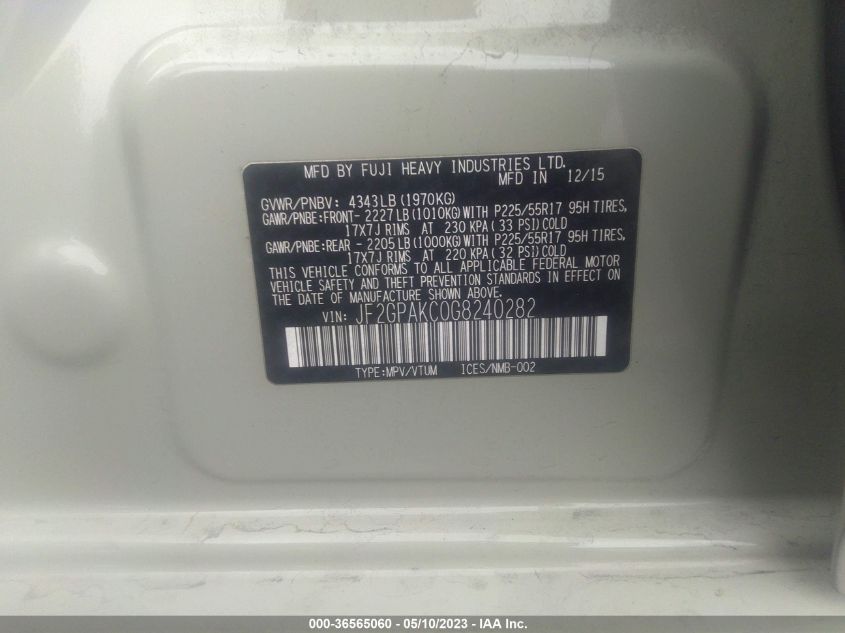 MFD BY FUJI HEAVY INDUSTRIES LTD.
MFD IN 12/15
GVWR/PNBV: 4343LB (1970KG)
GAWR/PNBE:FRONT- 2227LB (1010KG) WITH P225/55R17 95H TIRES,
17X7J RIMS AT 230 KPA( 33 PSI)COLD
GAWR/PNBE:REAR - 2205LB (1000KG) WITH P225/55R17 95H TIRES,
17X7J RIMS AT 220 KPA( 32 PSI)COLD
THIS VEHICLE CONFORMS TO ALL APPLICABLE FEDERAL MOTOR
VEHICLE SAFETY AND THEFT PREVENTION STANDARDS IN EFFECT ON
THE DATE OF MANUFACTURE SHOWN ABOVE.
VIN: JF2GPAKC0G8240282
TYPE:MPV/VTUM ICES/NMB-002
000-36565060 - 05/10/2023 - IAA Inc.